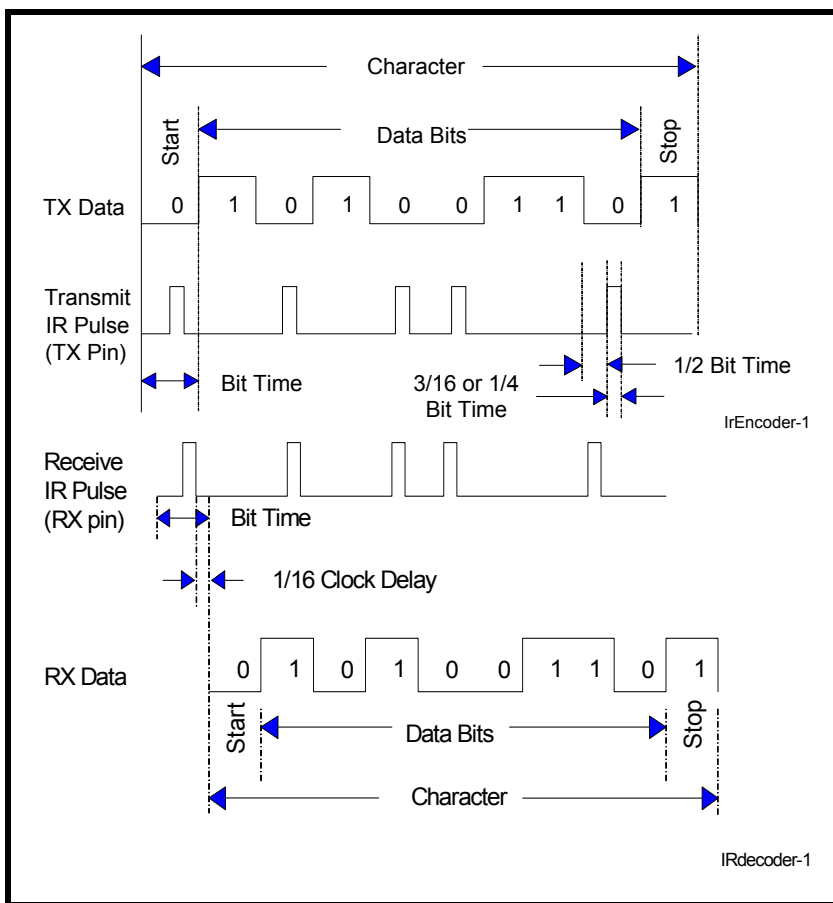 Character
Start
Data Bits
Stop
TX Data
0 1 0 1 0 0 1 1 0 1
Transmit
IR Pulse
(TX Pin)
Bit Time
1/2 Bit Time
3/16 or 1/4
Bit Time
IrEncoder-1
Receive
IR Pulse
(RX pin)
Bit Time
1/16 Clock Delay
RX Data
0 1 0 1 0 0 1 1 0 1
Start
Data Bits
Stop
Character
IRdecoder-1